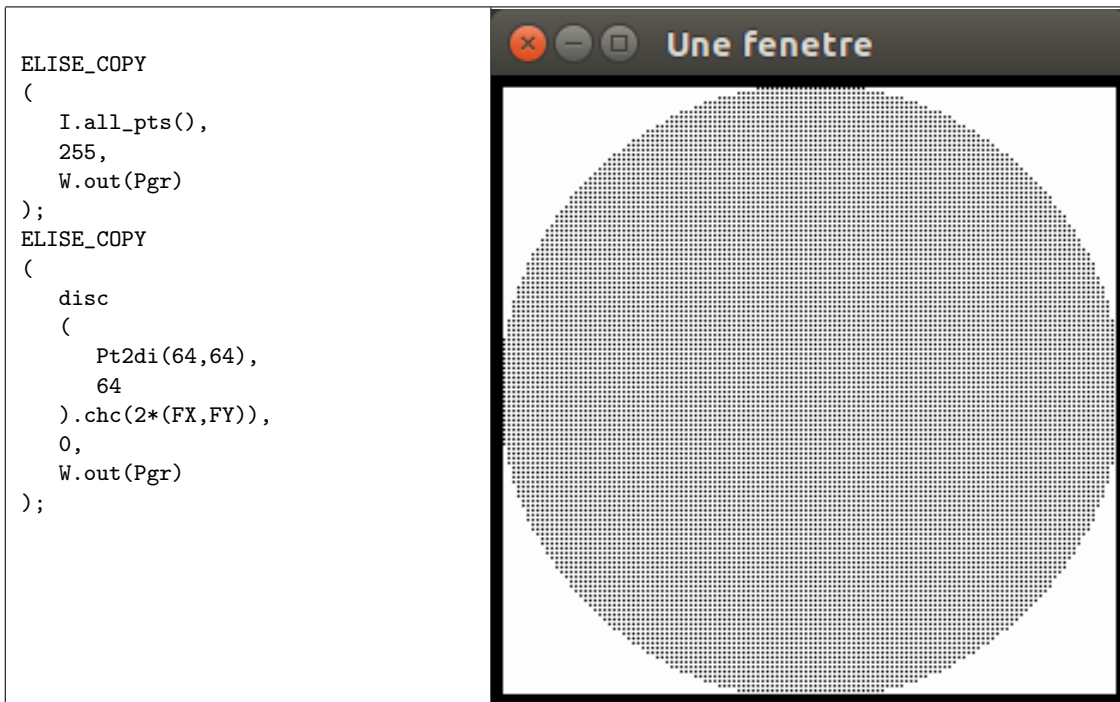 ELISE_COPY
(
   I.all_pts(),
   255,
   W.out(Pgr)
);
ELISE_COPY
(
   disc
   (
      Pt2di(64,64),
      64
   ).chc(2*(FX,FY)),
   0,
   W.out(Pgr)
);
Une fenetre